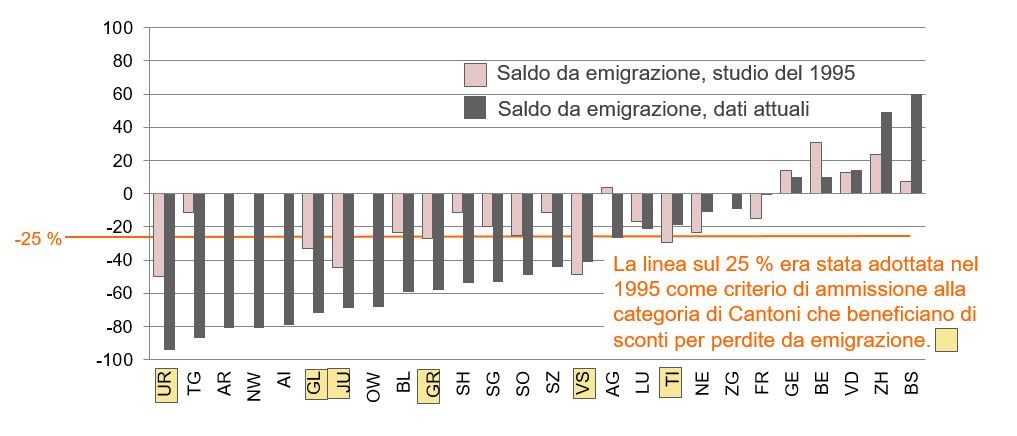 100
80
60
40
20
0
-20
-40
-60
-80
-100
-25 %
Saldo da emigrazione, studio del 1995
Saldo da emigrazione, dati attuali
La linea sul 25 % era stata adottata nel
1995 come criterio di ammissione alla
categoria di Cantoni che beneficiano di
sconti per perdite da emigrazione.
UR
TG
AR
NW
AI
GL
JU
OW
BL
GR
SH
SG
SO
SZ
VS
AG
LU
TI
NE
ZG
FR
GE
BE
VD
ZH
BS